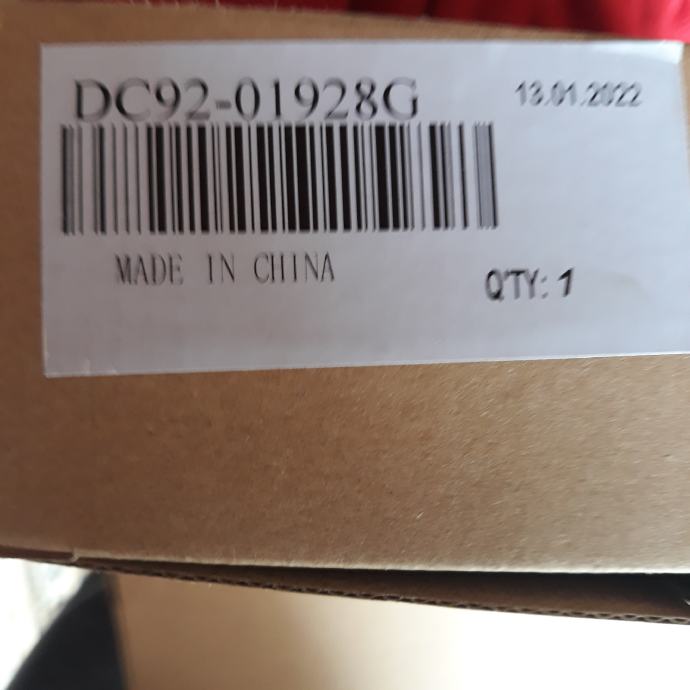 DC92-01928G
13.01.2022
MADE IN CHINA
Q'TY: 1